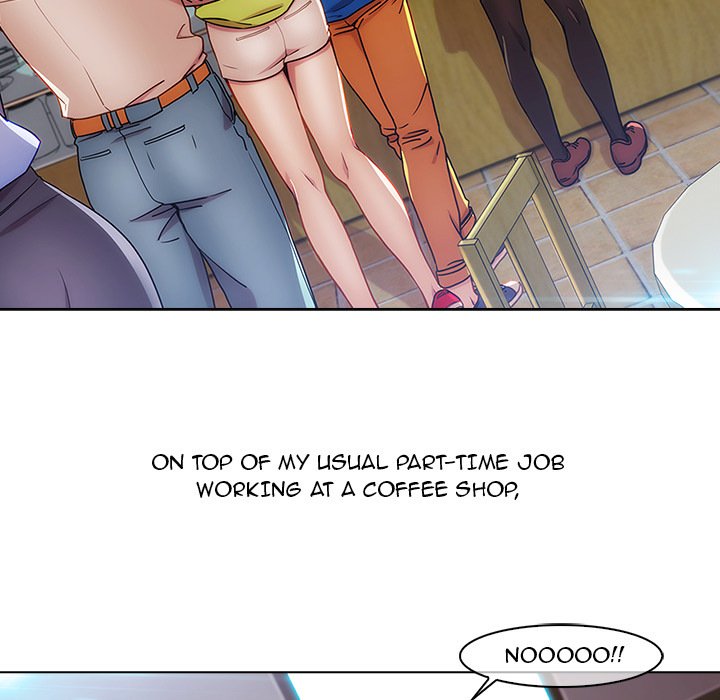 ON TOP OF MY USUAL PART-TIME JOB
WORKING AT A COFFEE SHOP,
NOOOOO!!